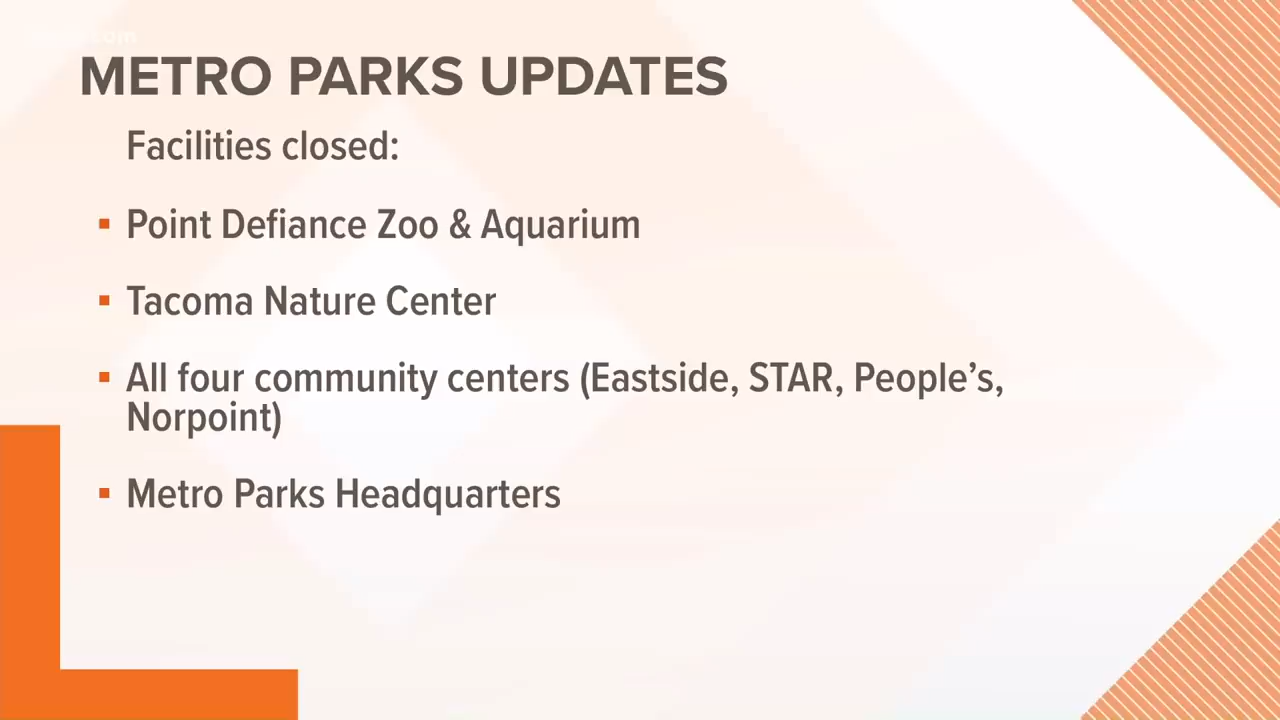 METRO PARKS UPDATES
Facilities closed:
▪ Point Defiance Zoo & Aquarium
▪ Tacoma Nature Center
▪ All four community centers (Eastside, STAR, People’s,
Norpoint)
▪ Metro Parks Headquarters